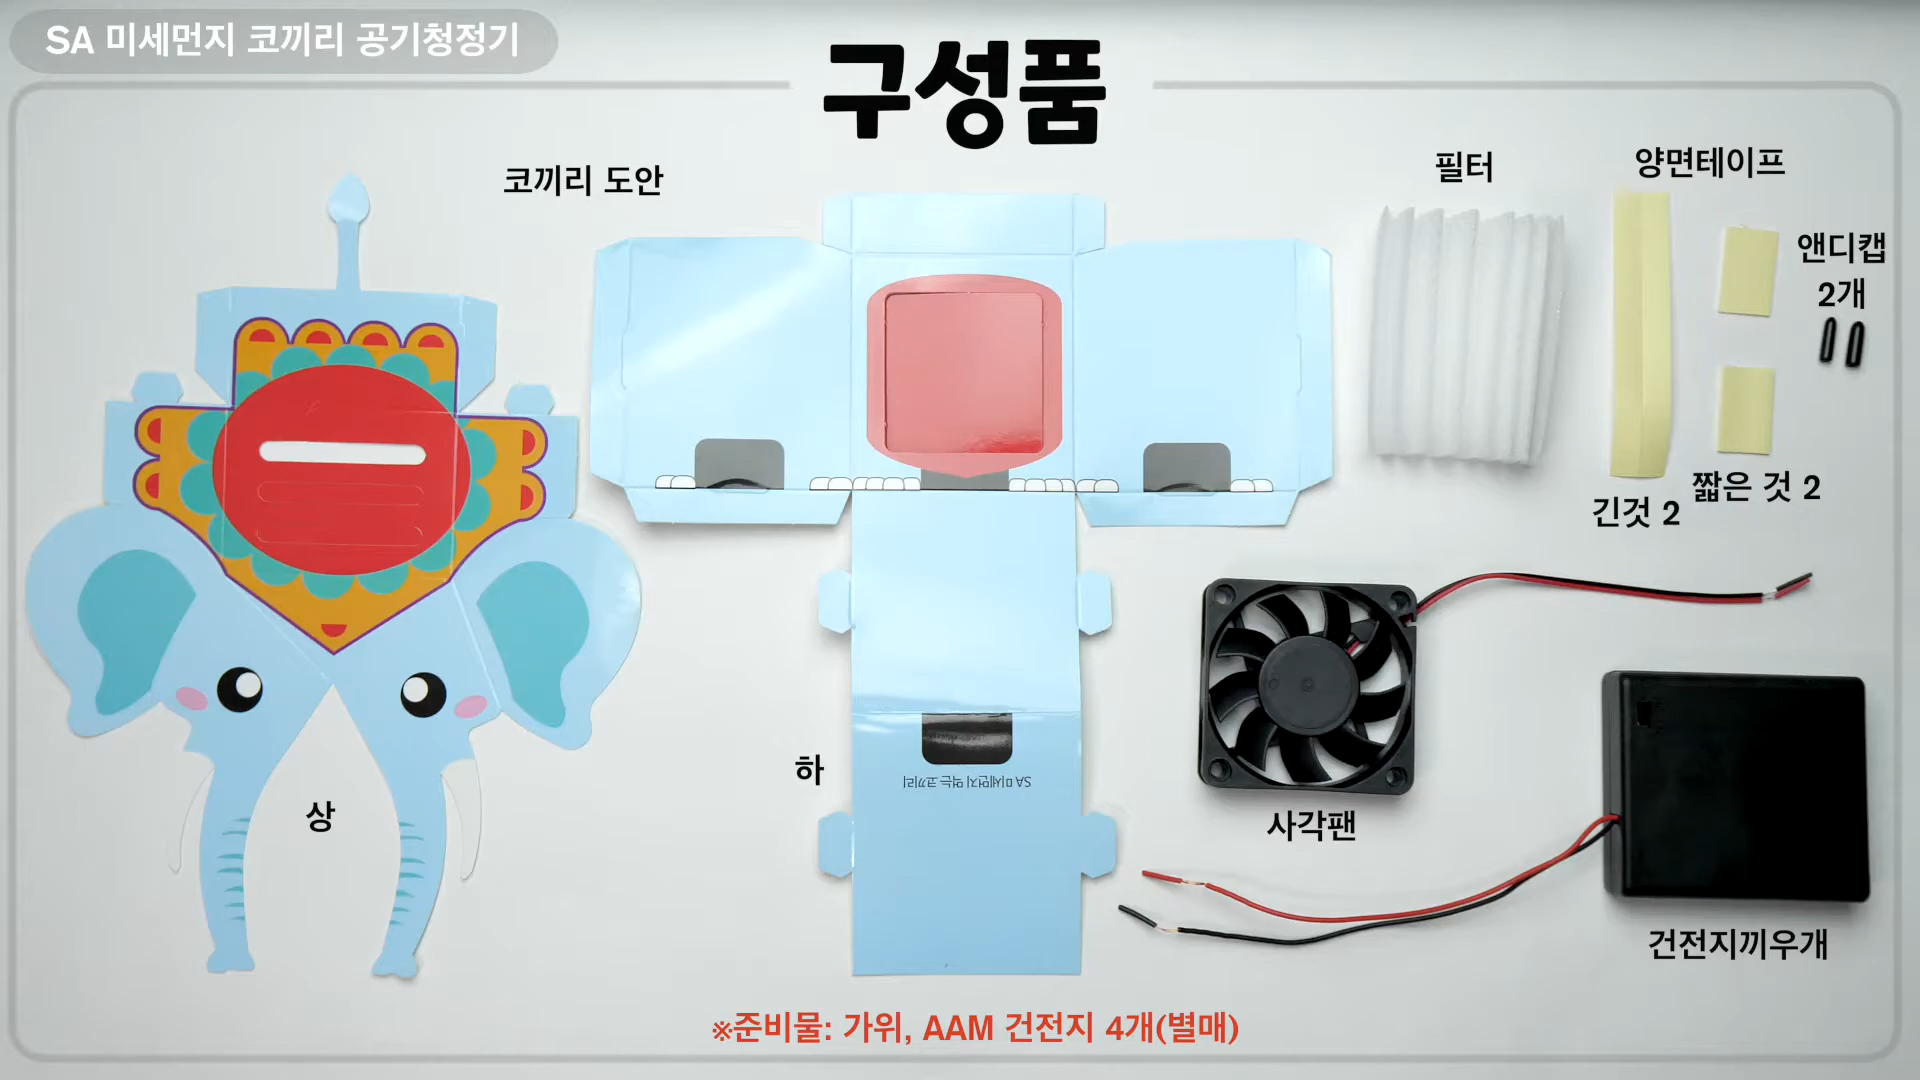 SA 미세먼지 코끼리 공기청정기
구성품
코끼리 도안
필터
양면테이프
앤디캡
2개
짧은 것 2
긴것 2
하
SA 미세먼지 먹는 코끼리
상
사각팬
건전지끼우개
※준비물: 가위, AAM 건전지 4개(별매)